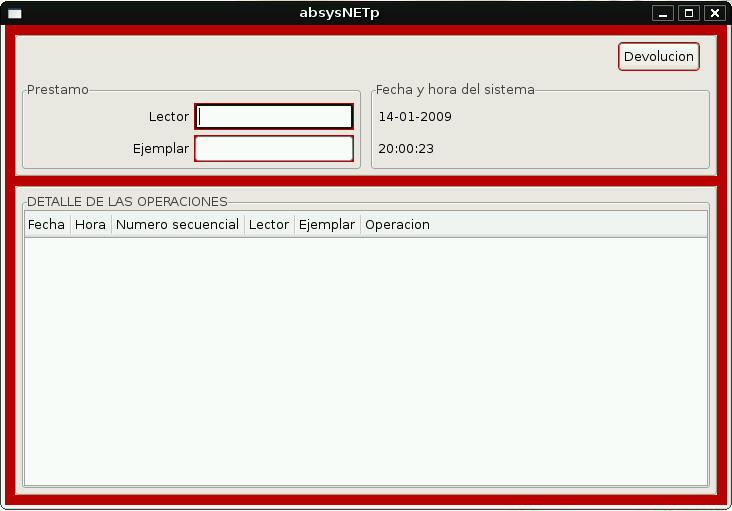 absysNETp
Devolucion
Prestamo
Lector
Ejemplar
Fecha y hora del sistema
14-01-2009
20:00:23
DETALLE DE LAS OPERACIONES
Fecha Hora Numero secuencial Lector Ejemplar Operacion